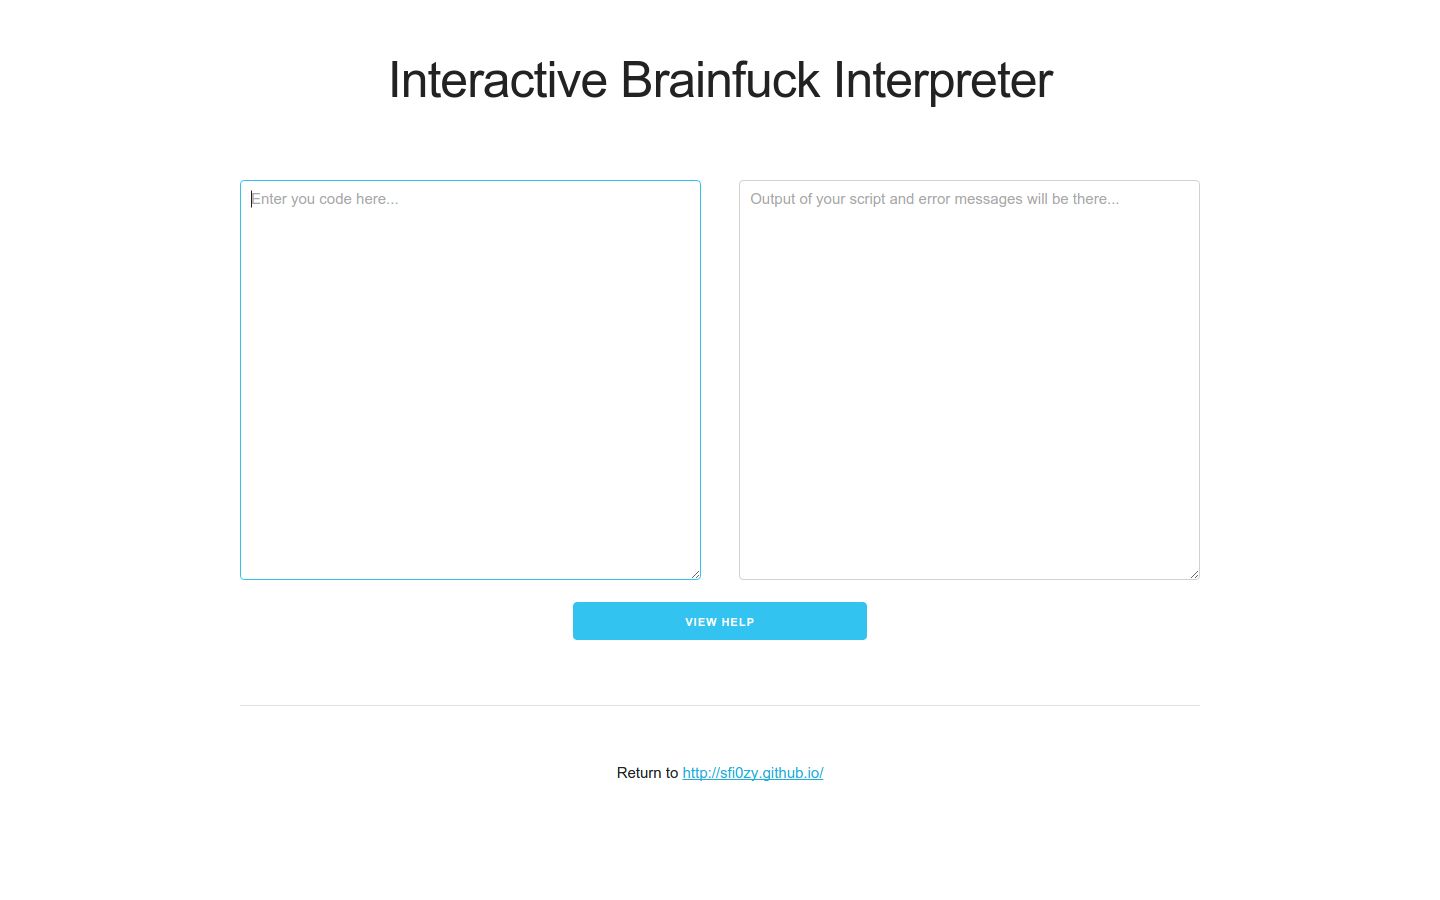 Interactive Brainfuck Interpreter
Enter you code here...
Output of your script and error messages will be there...
VIEW HELP
Return to http://sfi0zy.github.io/